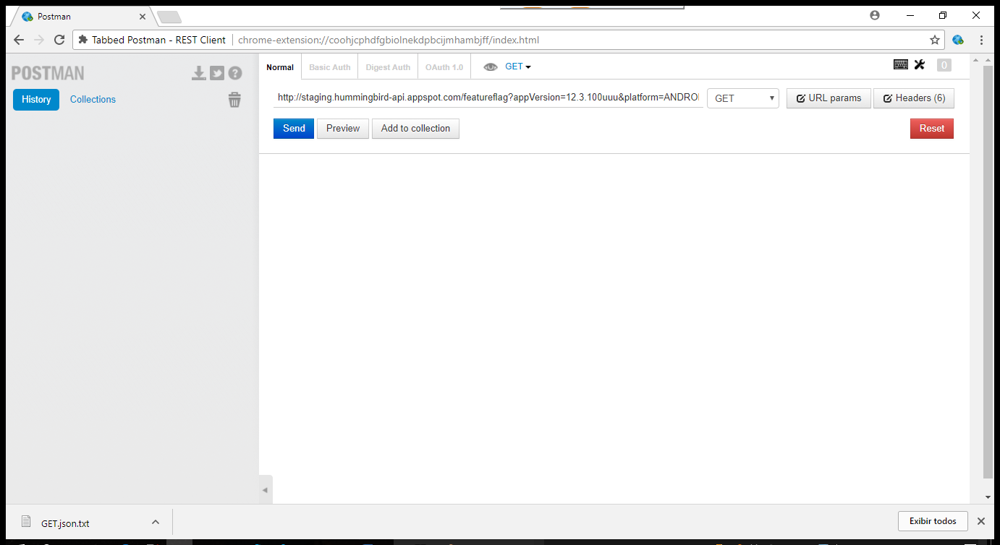 Postman
Tabbed Postman - REST Client chrome-extension://coohjcphdfgbiolnekdpbcijmhambjff/index.html
POSTMAN
History Collections
Normal Basic Auth Digest Auth OAuth 1.0 GET 0
http://staging.hummingbird-api.appspot.com/featureflag?appVersion=12.3.100uuu&platform=ANDROI GET URL params Headers (6)
Send Preview Add to collection Reset
GET.json.txt Exibir todos